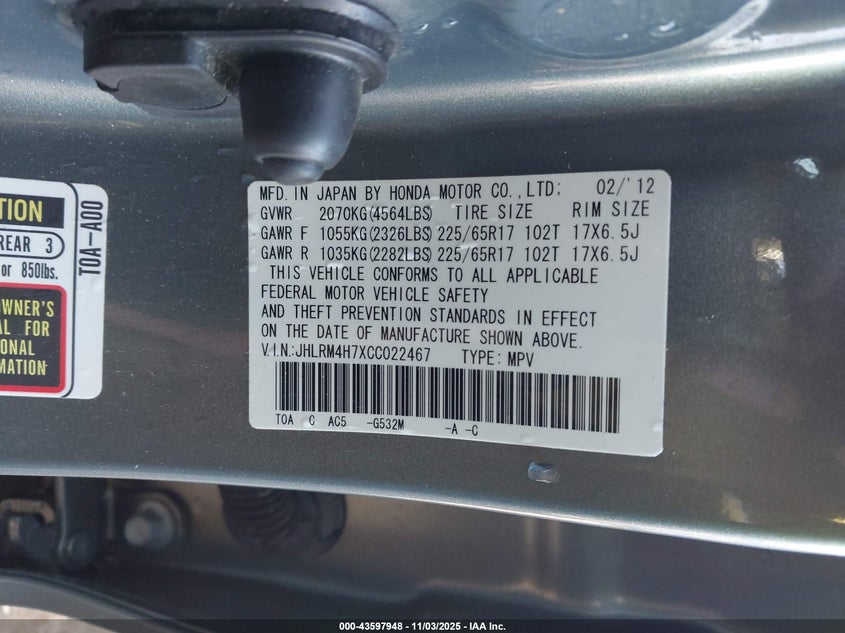 TION
REAR 3
or 850lbs.
OWNER'S
AL FOR
IONAL
RMATION
T0A-A00
MFD. IN JAPAN BY HONDA MOTOR CO.,LTD: 02/'12
GVWR 2070KG(4564LBS) TIRE SIZE RIM SIZE
GAWR F 1055KG(2326LBS) 225/65R17 102T 17X6.5J
GAWR R 1035KG(2282LBS) 225/65R17 102T 17X6.5J
THIS VEHICLE CONFORMS TO ALL APPLICABLE
FEDERAL MOTOR VEHICLE SAFETY
AND THEFT PREVENTION STANDARDS IN EFFECT
ON THE DATE OF MANUFACTURE SHOWN ABOVE.
V.I.N:JHLRM4H7XCC022467 TYPE: MPV
T0A C AC5 -G532M -A -C
000-43597948 - 11/03/2025 - IAA Inc.